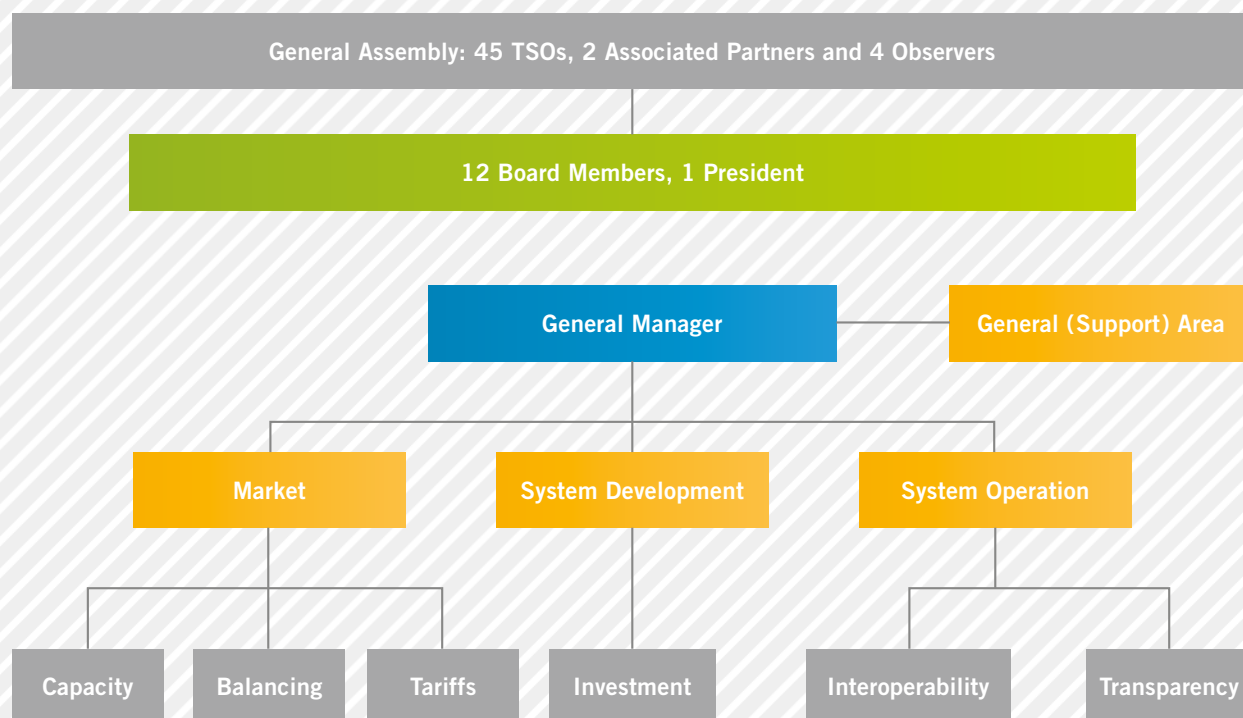 General Assembly: 45 TSOs, 2 Associated Partners and 4 Observers
12 Board Members, 1 President
General Manager
General (Support) Area
Market
System Development
System Operation
Capacity
Balancing
Tariffs
Investment
Interoperability
Transparency